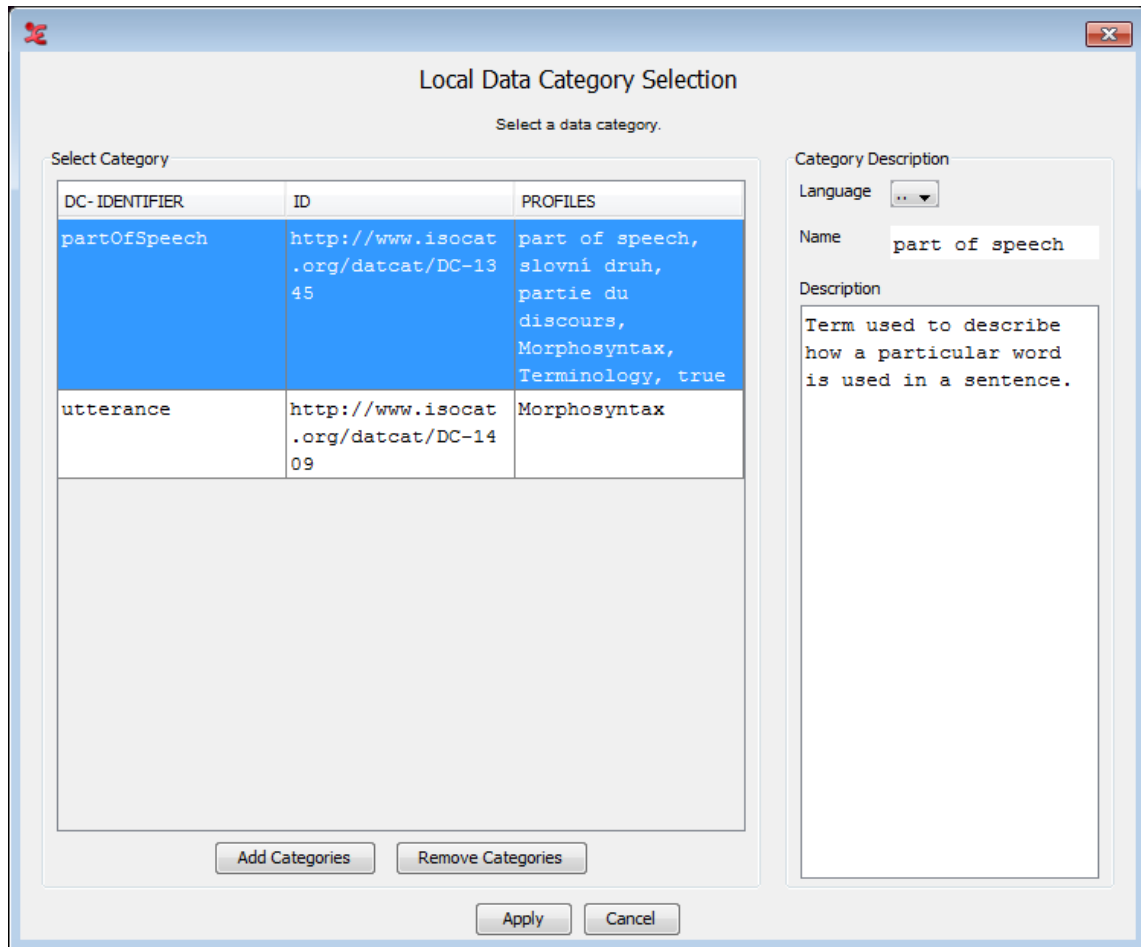 Local Data Category Selection
Select a data category.
Select Category
DC-IDENTIFIER ID PROFILES
partOfSpeech
http://www.isocat
.org/datcat/DC-13
45
part of speech,
slovní druh,
partie du
discours,
Morphosyntax,
Terminology, true
utterance
http://www.isocat
.org/datcat/DC-14
09
Morphosyntax
Add Categories Remove Categories
Category Description
Language ..
Name part of speech
Description
Term used to describe
how a particular word
is used in a sentence.
Apply Cancel